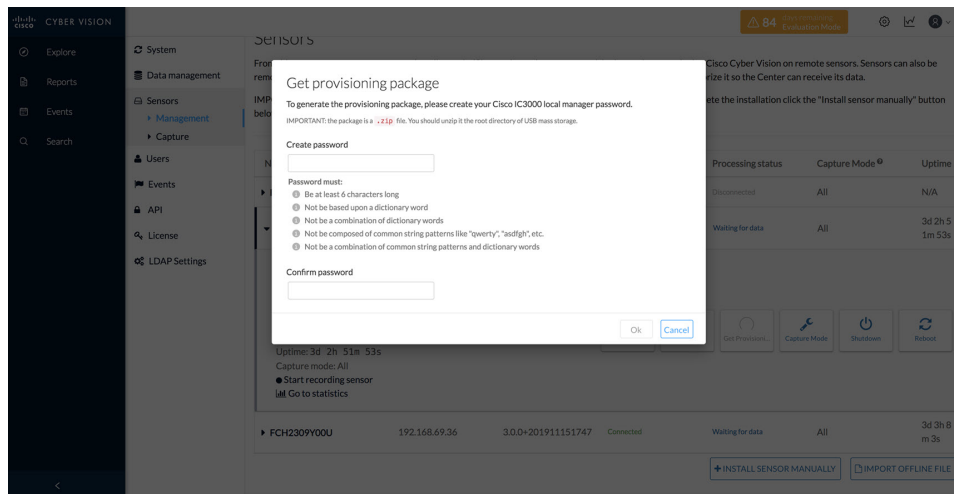 cisco
CYBER VISION
84
Evaluation Mode
Explore
Reports
Events
Search
System
Data management
Sensors
Management
Capture
Users
Events
API
License
LDAP Settings
Sensors
From
Cisco Cyber Vision on remote sensors. Sensors can also be
rem
rize it so the Center can receive its data.
IMP
ete the installation click the "Install sensor manually" button
belo
Get provisioning package
To generate the provisioning package, please create your Cisco IC3000 local manager password.
IMPORTANT: the package is a .zip file. You should unzip it the root directory of USB mass storage.
Create password
Password must:
Be at least 6 characters long
Not be based upon a dictionary word
Not be a combination of dictionary words
Not be composed of common string patterns like "qwerty", "asdfgh", etc.
Not be a combination of common string patterns and dictionary words
Confirm password
Ok
Cancel
N
Processing status
Capture Mode
Uptime
Disconnected
All
N/A
Waiting for data
All
3d 2h 5
1m 53s
Get Provision...
Capture Mode
Shutdown
Reboot
Uptime: 3d 2h 51m 53s
Capture mode: All
Start recording sensor
Go to statistics
FCH2309Y00U
192.168.69.36
3.0.0+201911151747
Connected
Waiting for data
All
3d 3h 8
m 3s
+ INSTALL SENSOR MANUALLY
IMPORT OFFLINE FILE